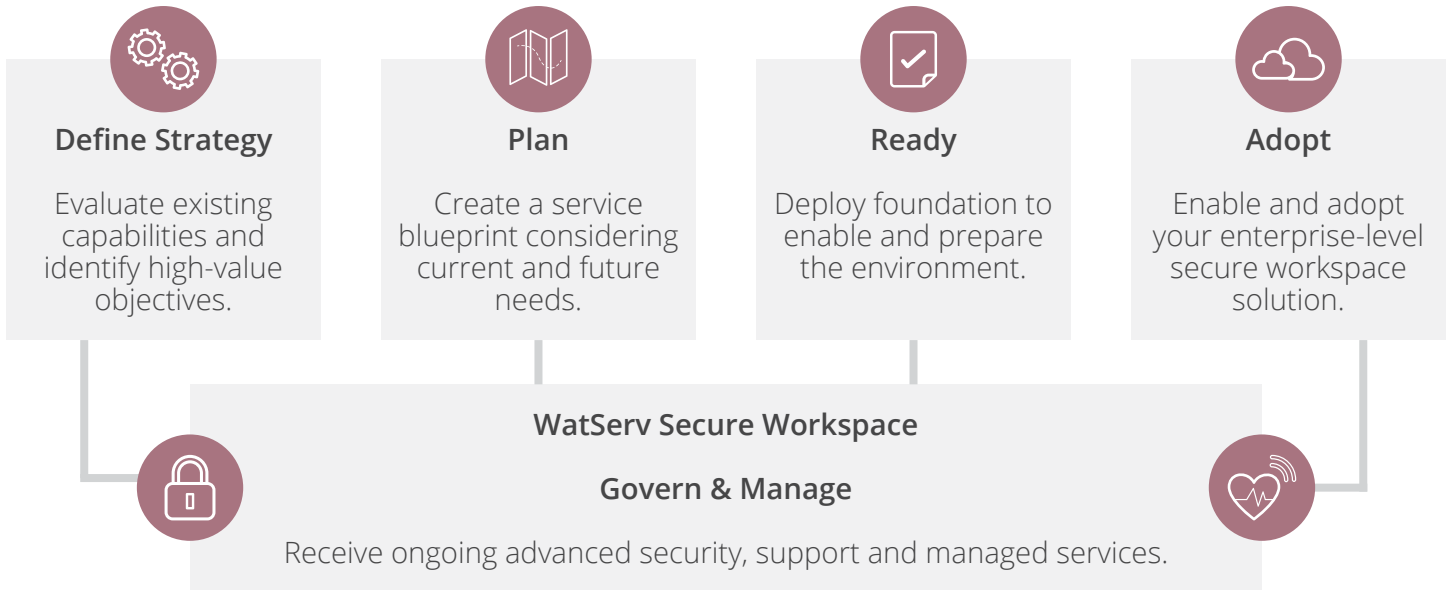 Define Strategy
Evaluate existing
capabilities and
identify high-value
objectives.
Plan
Create a service
blueprint considering
current and future
needs.
Ready
Deploy foundation to
enable and prepare
the environment.
Adopt
Enable and adopt
your enterprise-level
secure workspace
solution.
WatServ Secure Workspace
Govern & Manage
Receive ongoing advanced security, support and managed services.